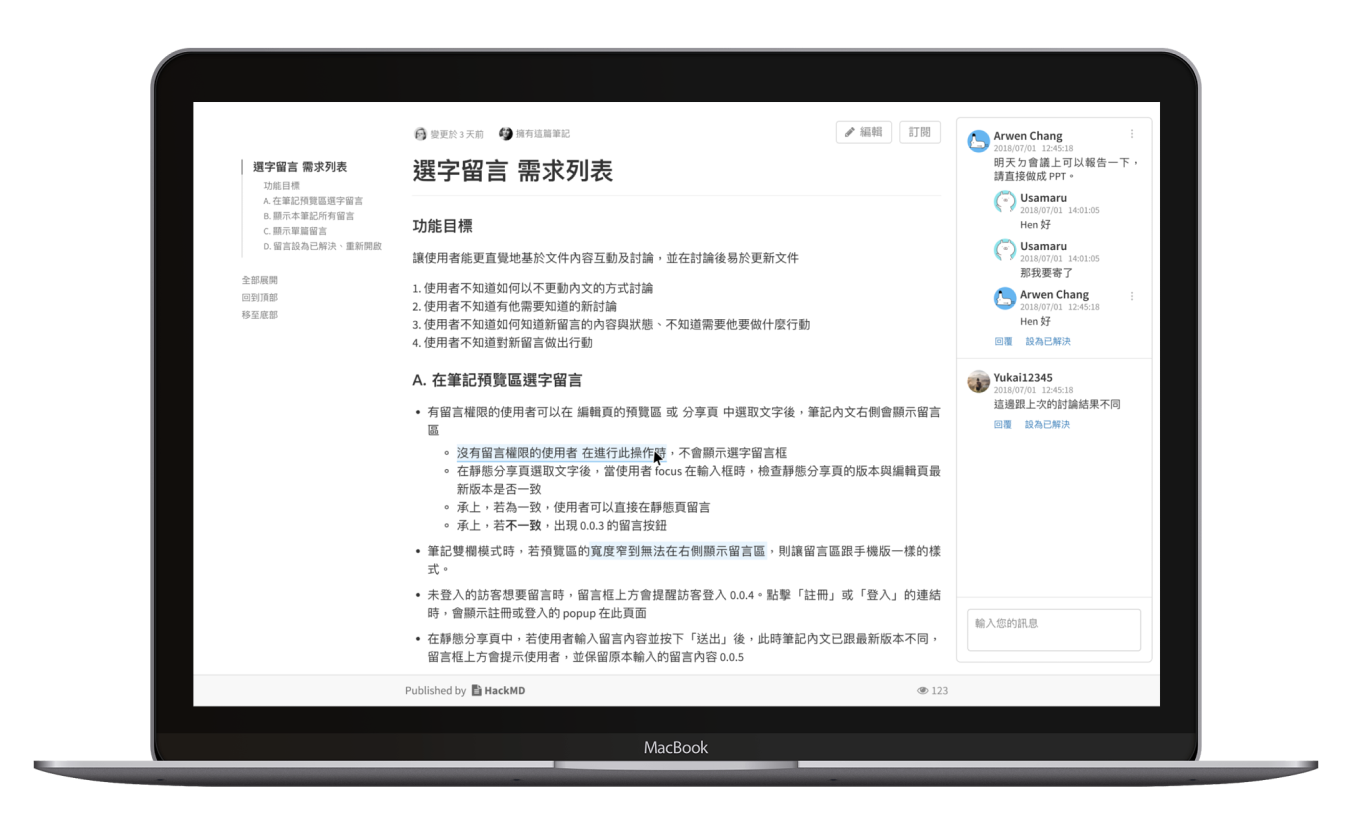 選字留言 需求列表
功能目標
A. 在筆記預覽區選字留言
B. 顯示本筆記所有留言
C. 顯示單篇留言
D. 留言設為已解決、重新開啟
全部展開
回到頂部
移至底部
變更於 3 天前 擁有這篇筆記
編輯 訂閱
選字留言 需求列表
功能目標
讓使用者能更直覺地基於文件內容互動及討論，並在討論後易於更新文件
1. 使用者不知道如何以不更動內文的方式討論
2. 使用者不知道有他需要知道的新討論
3. 使用者不知道如何知道新留言的內容與狀態、不知道需要他要做什麼行動
4. 使用者不知道對新留言做出行動
A. 在筆記預覽區選字留言
• 有留言權限的使用者可以在 編輯頁的預覽區 或 分享頁 中選取文字後，筆記內文右側會顯示留言
區
◦ 沒有留言權限的使用者 在進行此操作時，不會顯示選字留言框
◦ 在靜態分享頁選取文字後，當使用者 focus 在輸入框時，檢查靜態分享頁的版本與編輯頁最
新版本是否一致
◦ 承上，若為一致，使用者可以直接在靜態頁留言
◦ 承上，若不一致，出現 0.0.3 的留言按鈕
• 筆記雙欄模式時，若預覽區的寬度窄到無法在右側顯示留言區，則讓留言區跟手機版一樣的樣
式。
• 未登入的訪客想要留言時，留言框上方會提醒訪客登入 0.0.4。點擊「註冊」或「登入」的連結
時，會顯示註冊或登入的 popup 在此頁面
• 在靜態分享頁中，若使用者輸入留言內容並按下「送出」後，此時筆記內文已跟最新版本不同，
留言框上方會提示使用者，並保留原本輸入的留言內容 0.0.5
Published by HackMD
123
Arwen Chang
2018/07/01 12:45:18
明天ㄉ會議上可以報告一下，
請直接做成 PPT。
Usamaru
2018/07/01 14:01:05
Hen 好
Usamaru
2018/07/01 14:01:05
那我要寄了
Arwen Chang
2018/07/01 12:45:18
Hen 好
回覆 設為已解決
Yukai12345
2018/07/01 12:45:18
這邊跟上次的討論結果不同
回覆 設為已解決
輸入您的訊息
MacBook